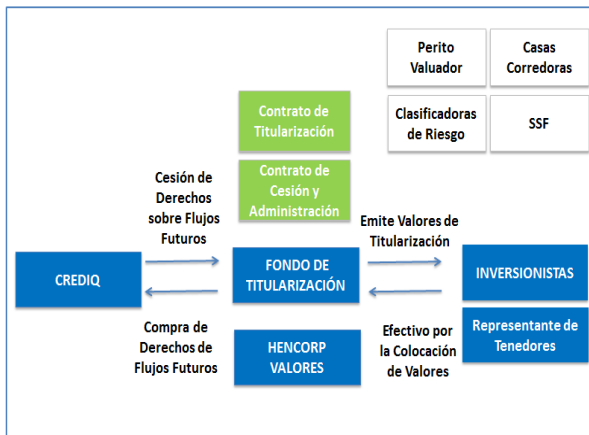 Perito
Valuador
Casas
Corredoras
Clasificadoras
de Riesgo
SSF
Contrato de
Titularización
Contrato de
Cesión y
Administración
Cesión de
Derechos
sobre Flujos
Futuros
Emite Valores de
Titularización
CREDIQ
FONDO DE
TITULARIZACIÓN
INVERSIONISTAS
Compra de
Derechos de
Flujos Futuros
HENCORP
VALORES
Efectivo por
la Colocación
de Valores
Representante de
Tenedores